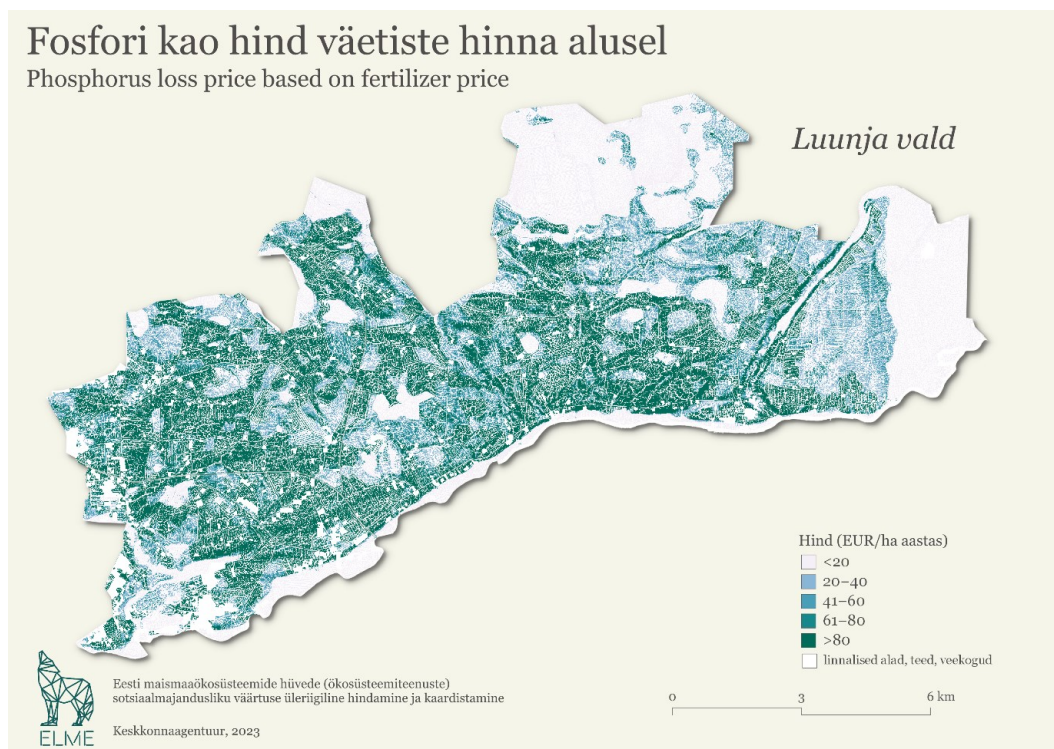 Fosfori kao hind väetiste hinna alusel
Phosphorus loss price based on fertilizer price
Luunja vald
Hind (EUR/ha aastas)
<20
20–40
41–60
61–80
>80
linnalised alad, teed, veekogud
Eesti maismaaökosüsteemide hüvede (ökosüsteemiteenuste)
sotsiaalmajandusliku väärtuse üleriigiline hindamine ja kaardistamine
ELME
Keskkonnaagentuur, 2023
0 3 6 km